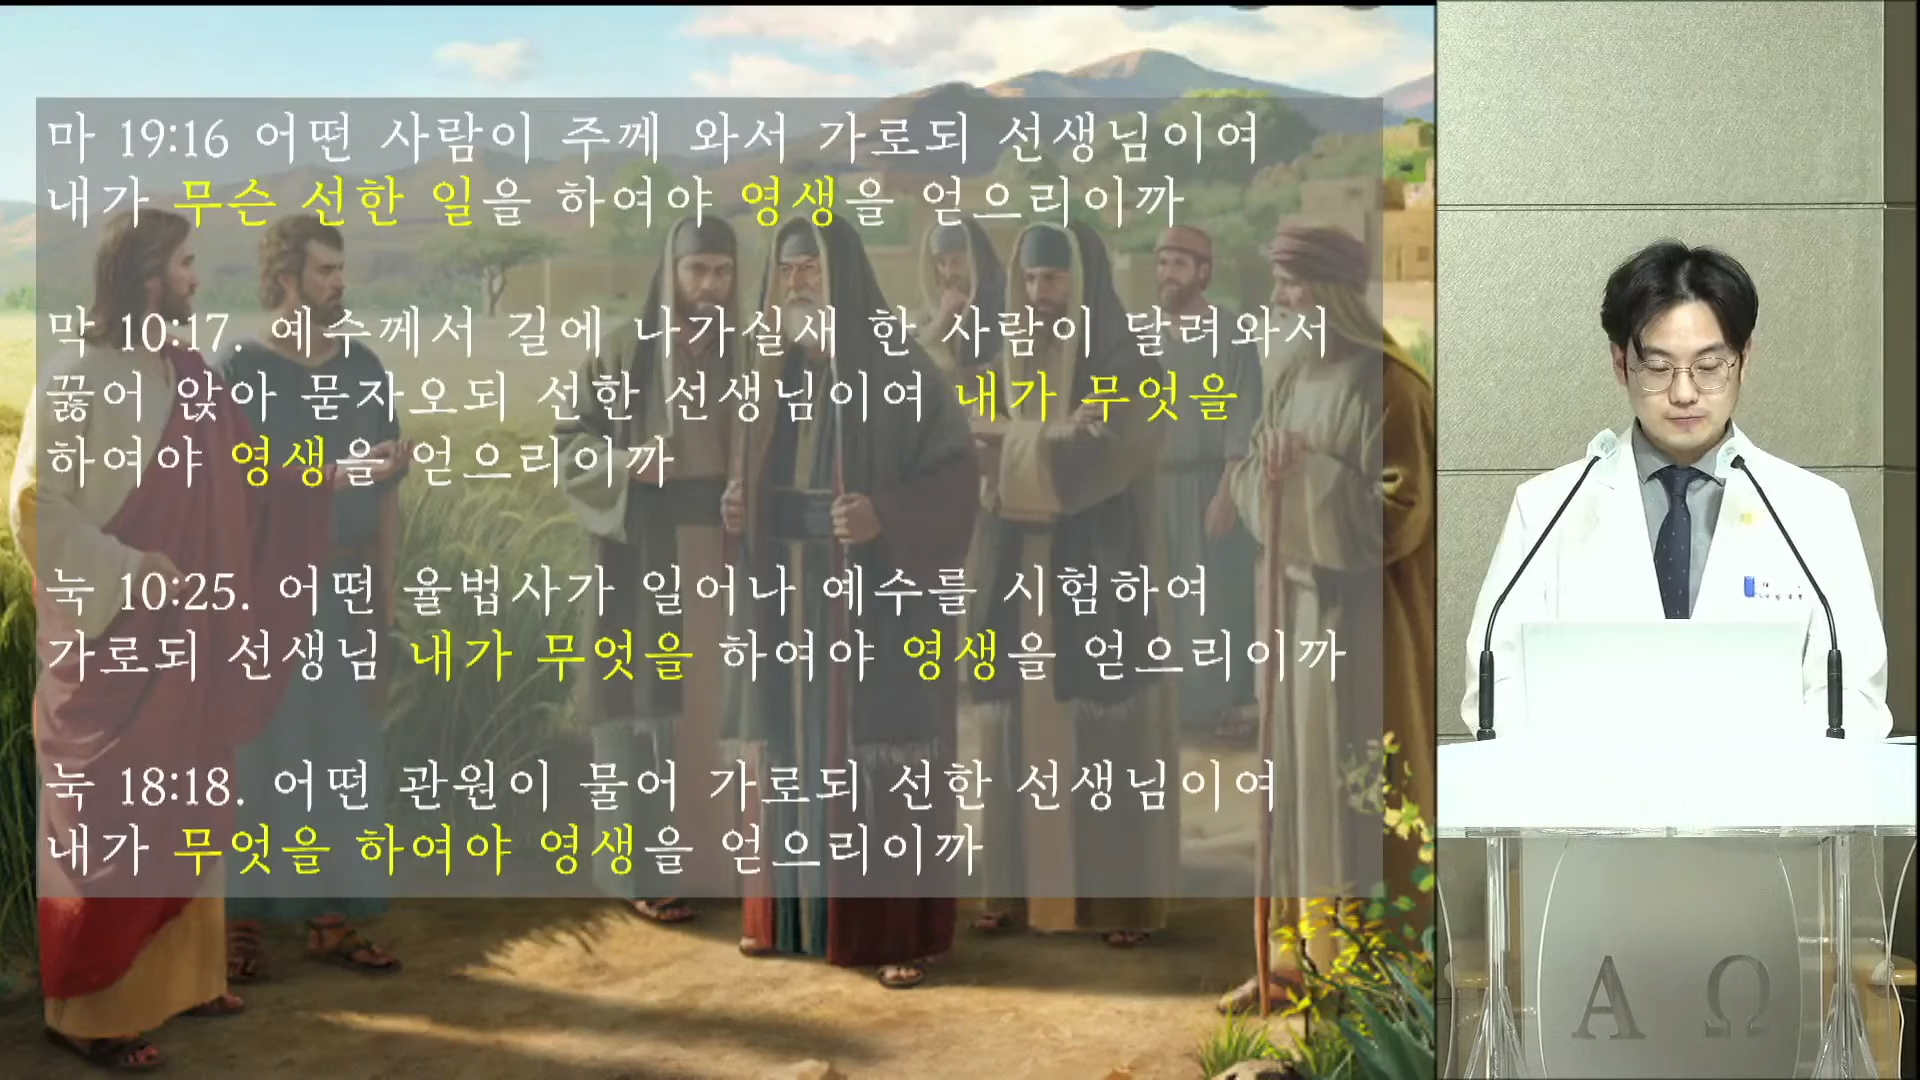 마 19:16 어떤 사람이 주께 와서 가로되 선생님이여
내가 무슨 선한 일을 하여야 영생을 얻으리이까
막 10:17. 예수께서 길에 나가실새 한 사람이 달려와서
꿇어 앉아 묻자오되 선한 선생님이여 내가 무엇을
하여야 영생을 얻으리이까
눅 10:25. 어떤 율법사가 일어나 예수를 시험하여
가로되 선생님 내가 무엇을 하여야 영생을 얻으리이까
눅 18:18. 어떤 관원이 물어 가로되 선한 선생님이여
내가 무엇을 하여야 영생을 얻으리이까
Α Ω